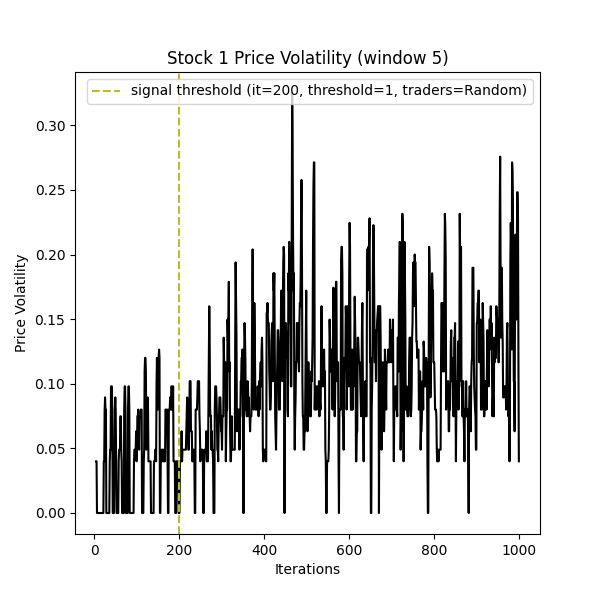 Stock 1 Price Volatility (window 5)
signal threshold (it=200, threshold=1, traders=Random)
0.30
0.25
0.20
0.15
0.10
0.05
0.00
Price Volatility
0 200 400 600 800 1000
Iterations